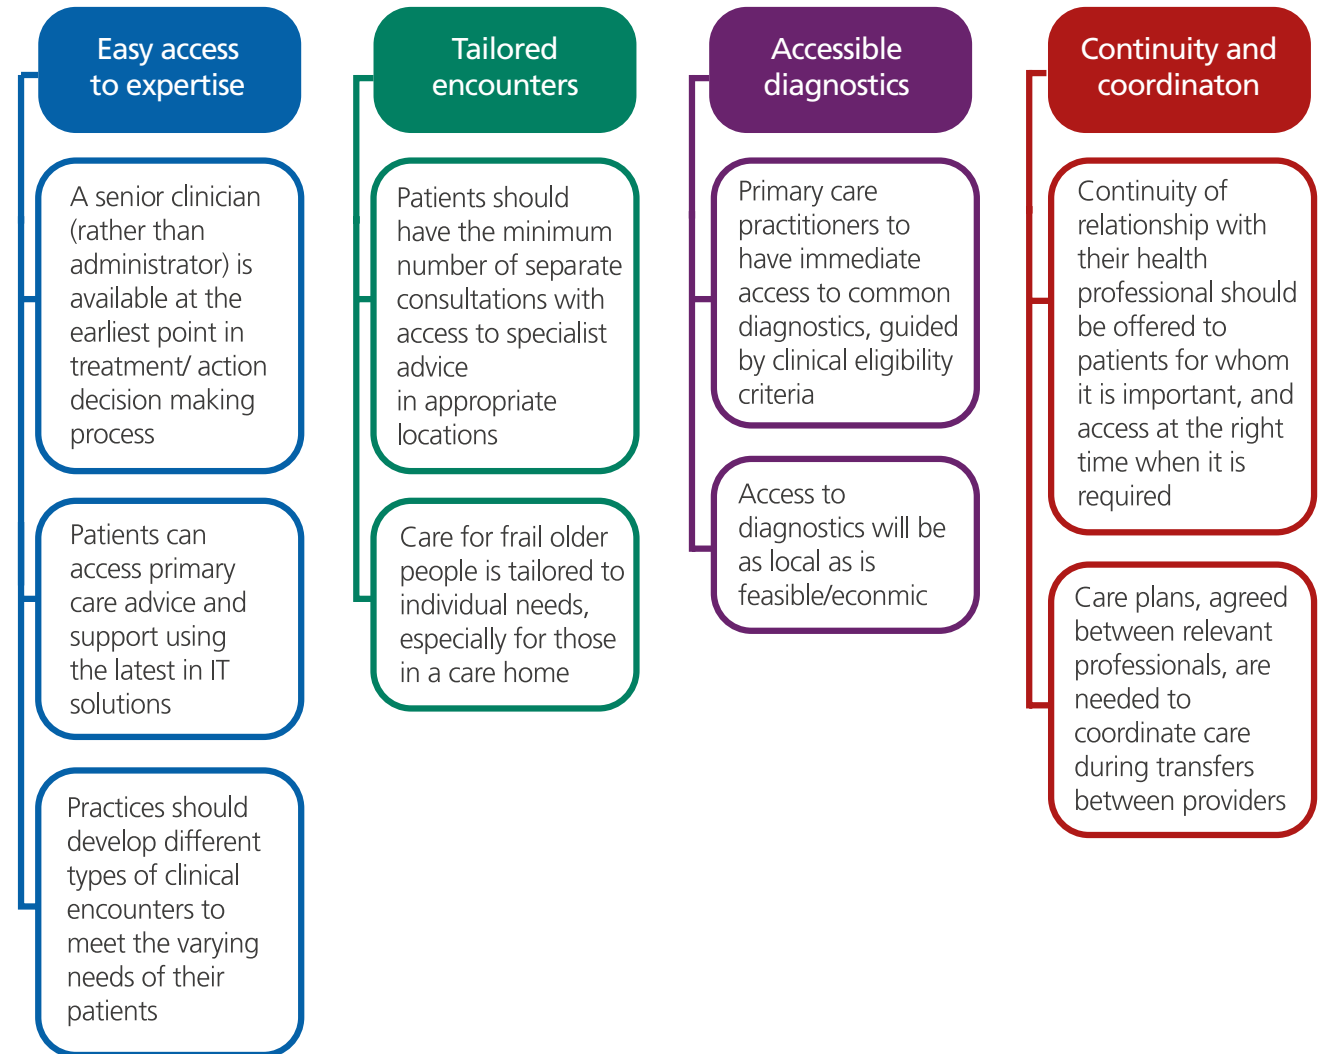 Easy access
to expertise
A senior clinician
(rather than
administrator) is
available at the
earliest point in
treatment/ action
decision making
process
Patients can
access primary
care advice and
support using
the latest in IT
solutions
Practices should
develop different
types of clinical
encounters to
meet the varying
needs of their
patients
Tailored
encounters
Patients should
have the minimum
number of separate
consultations with
access to specialist
advice
in appropriate
locations
Care for frail older
people is tailored to
individual needs,
especially for those
in a care home
Accessible
diagnostics
Primary care
practitioners to
have immediate
access to common
diagnostics, guided
by clinical eligibility
criteria
Access to
diagnostics will be
as local as is
feasible/econmic
Continuity and
coordinaton
Continuity of
relationship with
their health
professional should
be offered to
patients for whom
it is important, and
access at the right
time when it is
required
Care plans, agreed
between relevant
professionals, are
needed to
coordinate care
during transfers
between providers